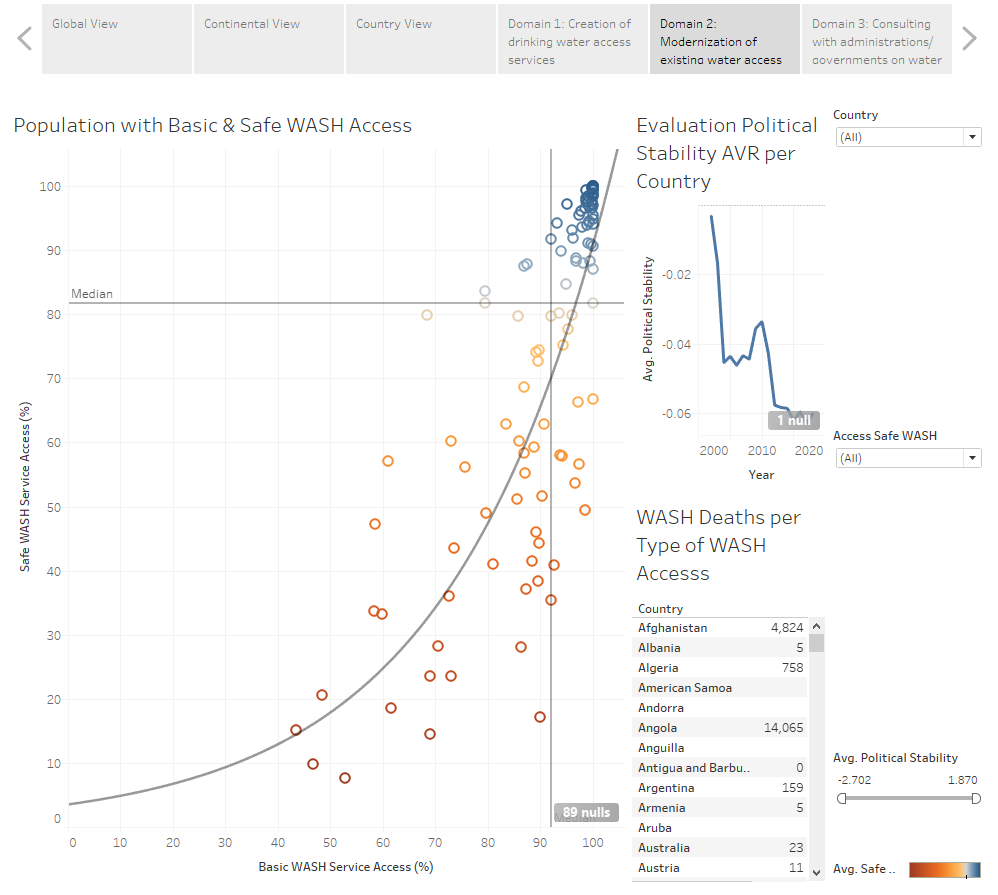 Global View
Continental View
Country View
Domain 1: Creation of
drinking water access
services
Domain 2:
Modernization of
existing water access
Domain 3: Consulting
with administrations/
governments on water
Population with Basic & Safe WASH Access
100
90
80
70
60
50
40
30
20
10
0
Median
Safe WASH Service Access (%)
0 10 20 30 40 50 60 70 80 90 100
Basic WASH Service Access (%)
89 nulls
Evaluation Political
Stability AVR per
Country
Avg. Political Stability
-0.02
-0.04
-0.06
1 null
2000 2010 2020
Year
Country
(All)
Access Safe WASH
(All)
WASH Deaths per
Type of WASH
Accesss
Country
Afghanistan 4,824
Albania 5
Algeria 758
American Samoa
Andorra
Angola 14,065
Anguilla
Antigua and Barbu..  0
Argentina 159
Armenia 5
Aruba
Australia 23
Austria 11
Avg. Political Stability
-2.702 1.870
Avg. Safe ..